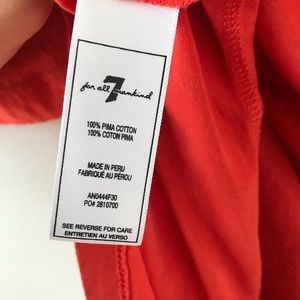 for all 7 mankind
100% PIMA COTTON
100% COTON PIMA
MADE IN PERU
FABRIQUÉ AU PÉROU
AN0444F30
PO# 2810700
SEE REVERSE FOR CARE
ENTRETIEN AU VERSO